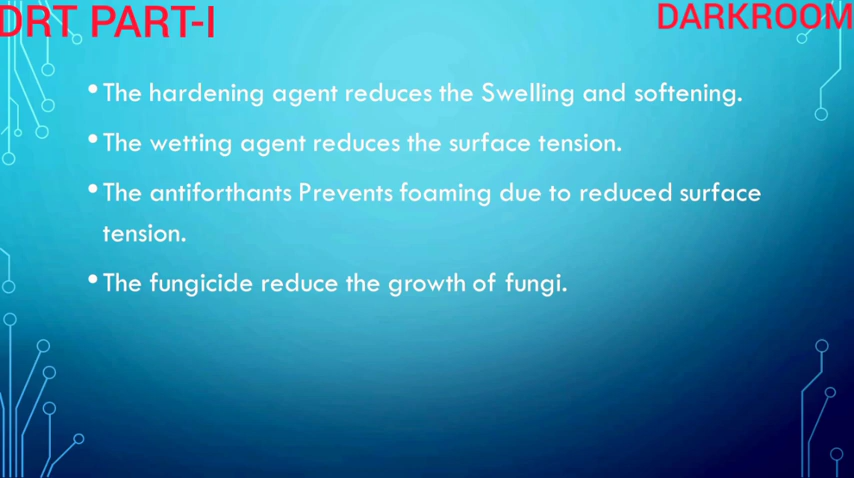 DRT PART-I
DARKROOM
• The hardening agent reduces the Swelling and softening.
• The wetting agent reduces the surface tension.
• The antiforthants Prevents foaming due to reduced surface
tension.
• The fungicide reduce the growth of fungi.